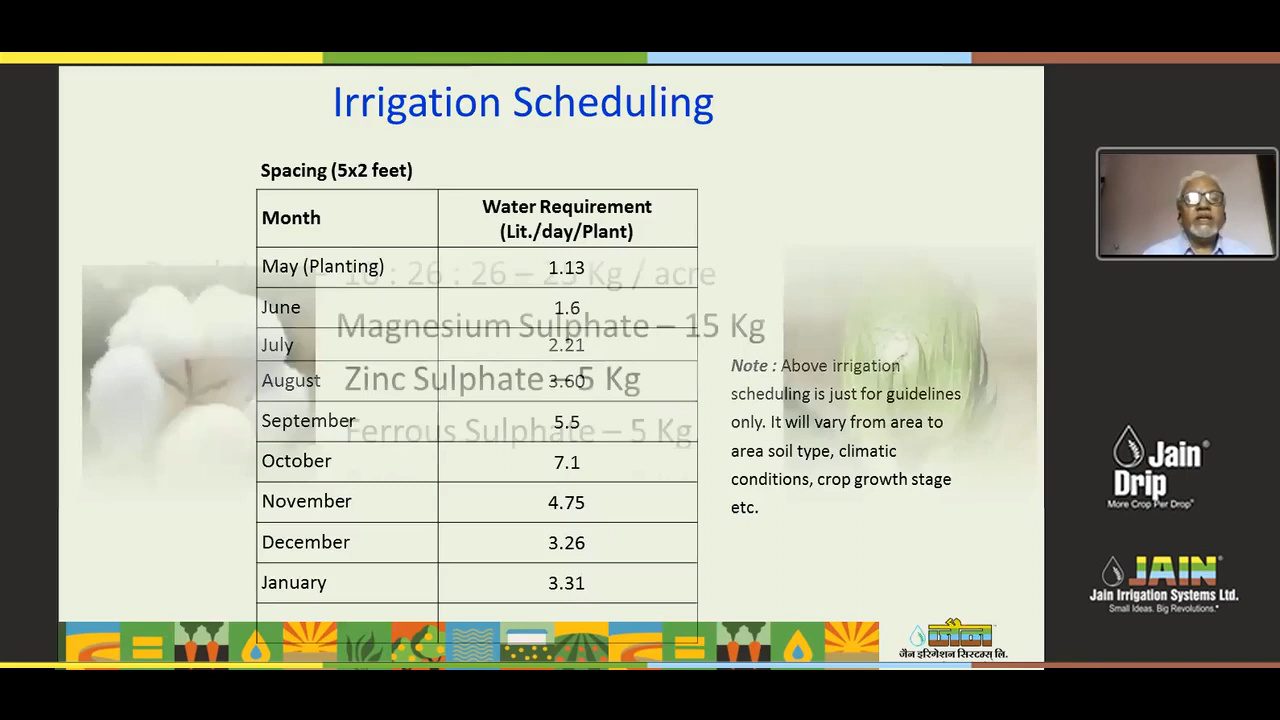 Irrigation Scheduling
Spacing (5x2 feet)
Month
Water Requirement
(Lit./day/Plant)
May (Planting) 1.13
June 1.6
July 2.21
August 3.60
September 5.5
October 7.1
November 4.75
December 3.26
January 3.31
: 26 : 26 – 25 Kg / acre
Magnesium Sulphate – 15 Kg
Zinc Sulphate – 5 Kg
Ferrous Sulphate – 5 Kg
Note : Above irrigation
scheduling is just for guidelines
only. It will vary from area to
area soil type, climatic
conditions, crop growth stage
etc.
Jain®
Drip
More Crop Per Drop®
JAIN®
Jain Irrigation Systems Ltd.
Small Ideas. Big Revolutions.®
जैन®
जैन इरिगेशन सिस्टम्स् लि.